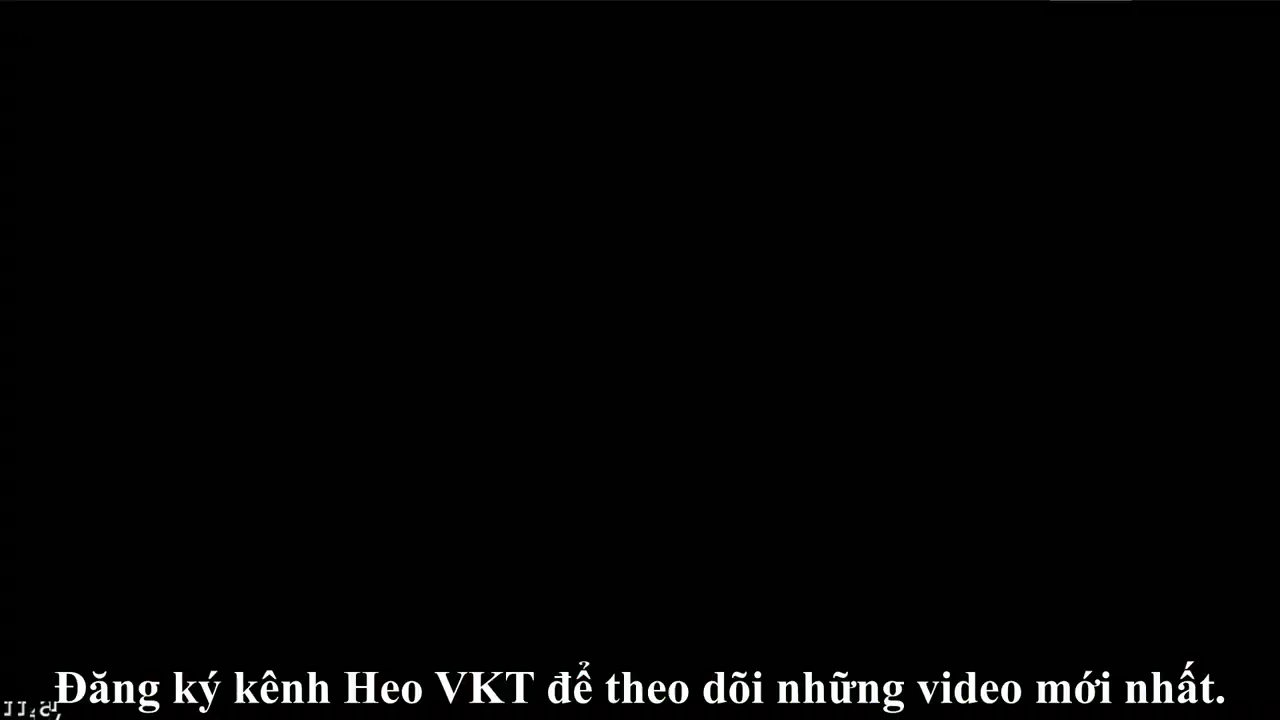 Đăng ký kênh Heo VKT để theo dõi những video mới nhất.